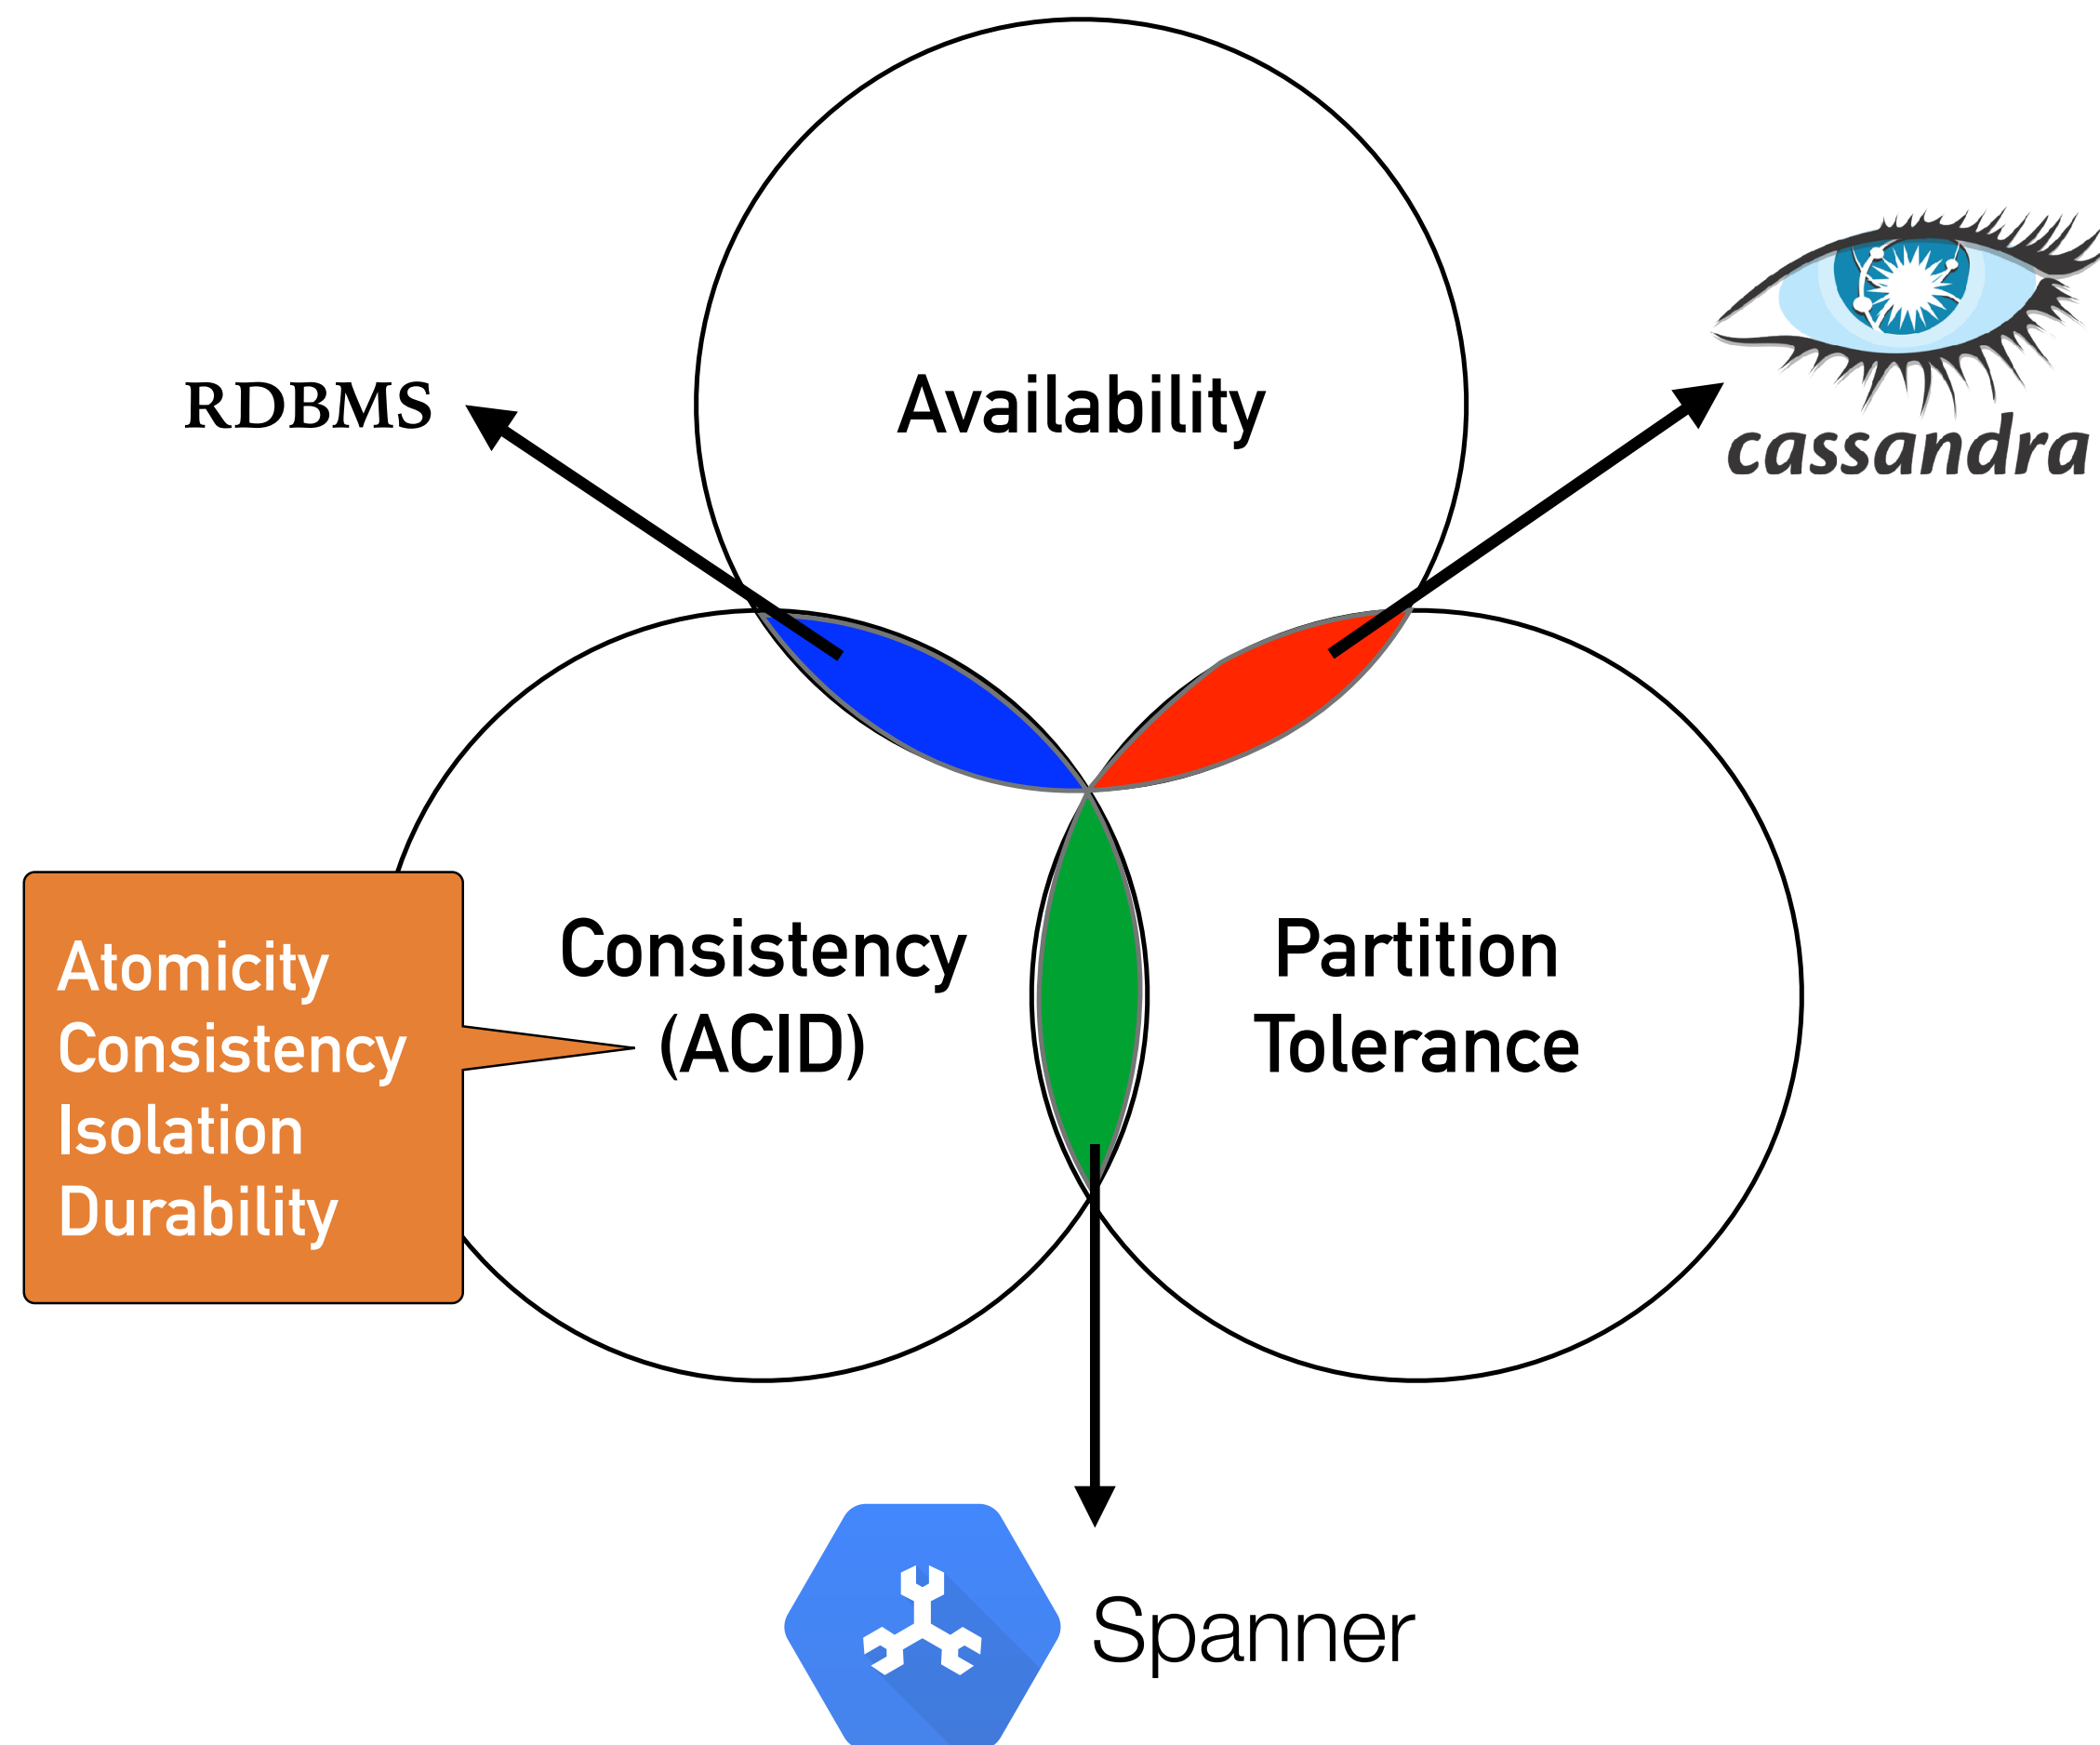 Availability
RDBMS
cassandra
Consistency
(ACID)
Partition
Tolerance
Atomicity
Consistency
Isolation
Durability
Spanner